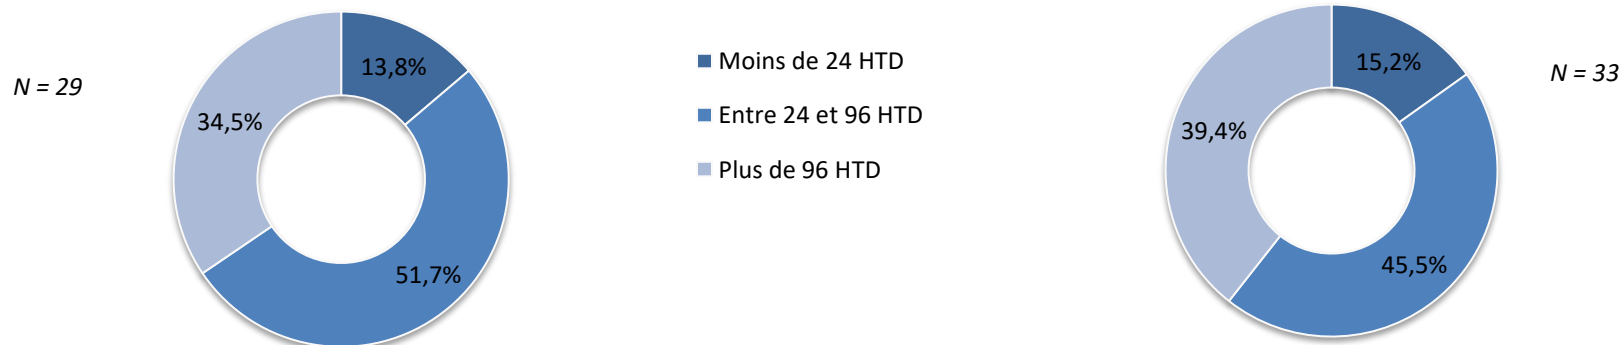 N = 29
13,8%
34,5%
51,7%
Moins de 24 HTD
Entre 24 et 96 HTD
Plus de 96 HTD
15,2%
39,4%
45,5%
N = 33